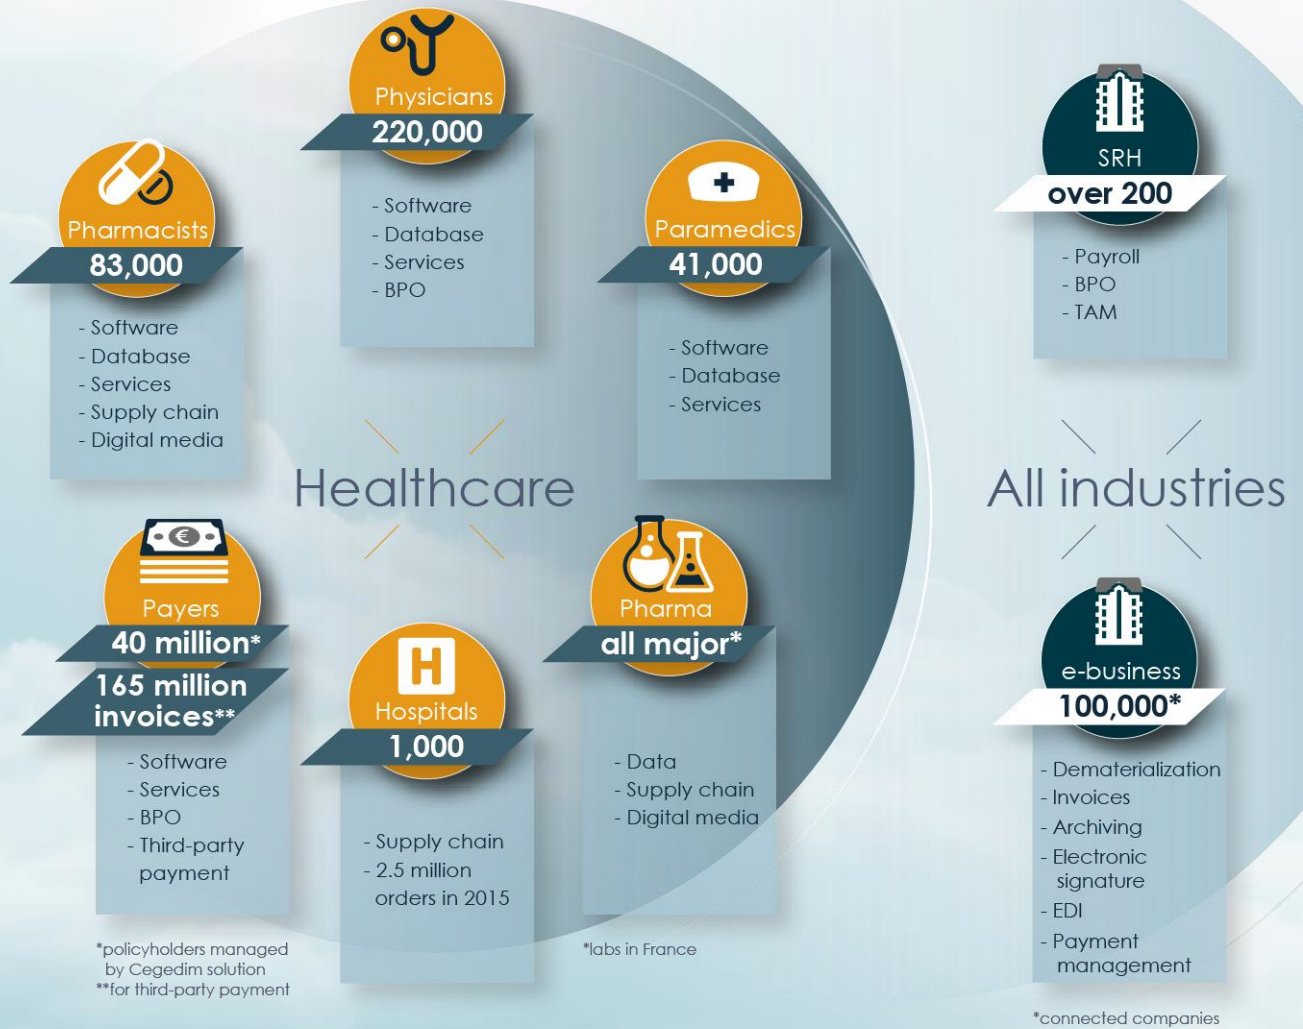 Physicians
220,000
- Software
- Database
- Services
- BPO
Pharmacists
83,000
- Software
- Database
- Services
- Supply chain
- Digital media
Paramedics
41,000
- Software
- Database
- Services
Healthcare
Payers
40 million*
165 million
invoices**
- Software
- Services
- BPO
- Third-party
payment
*policyholders managed
by Cegedim solution
**for third-party payment
H
Hospitals
1,000
- Supply chain
- 2.5 million
orders in 2015
Pharma
all major*
- Data
- Supply chain
- Digital media
*labs in France
SRH
over 200
- Payroll
- BPO
- TAM
All industries
e-business
100,000*
- Dematerialization
- Invoices
- Archiving
- Electronic
signature
- EDI
- Payment
management
*connected companies